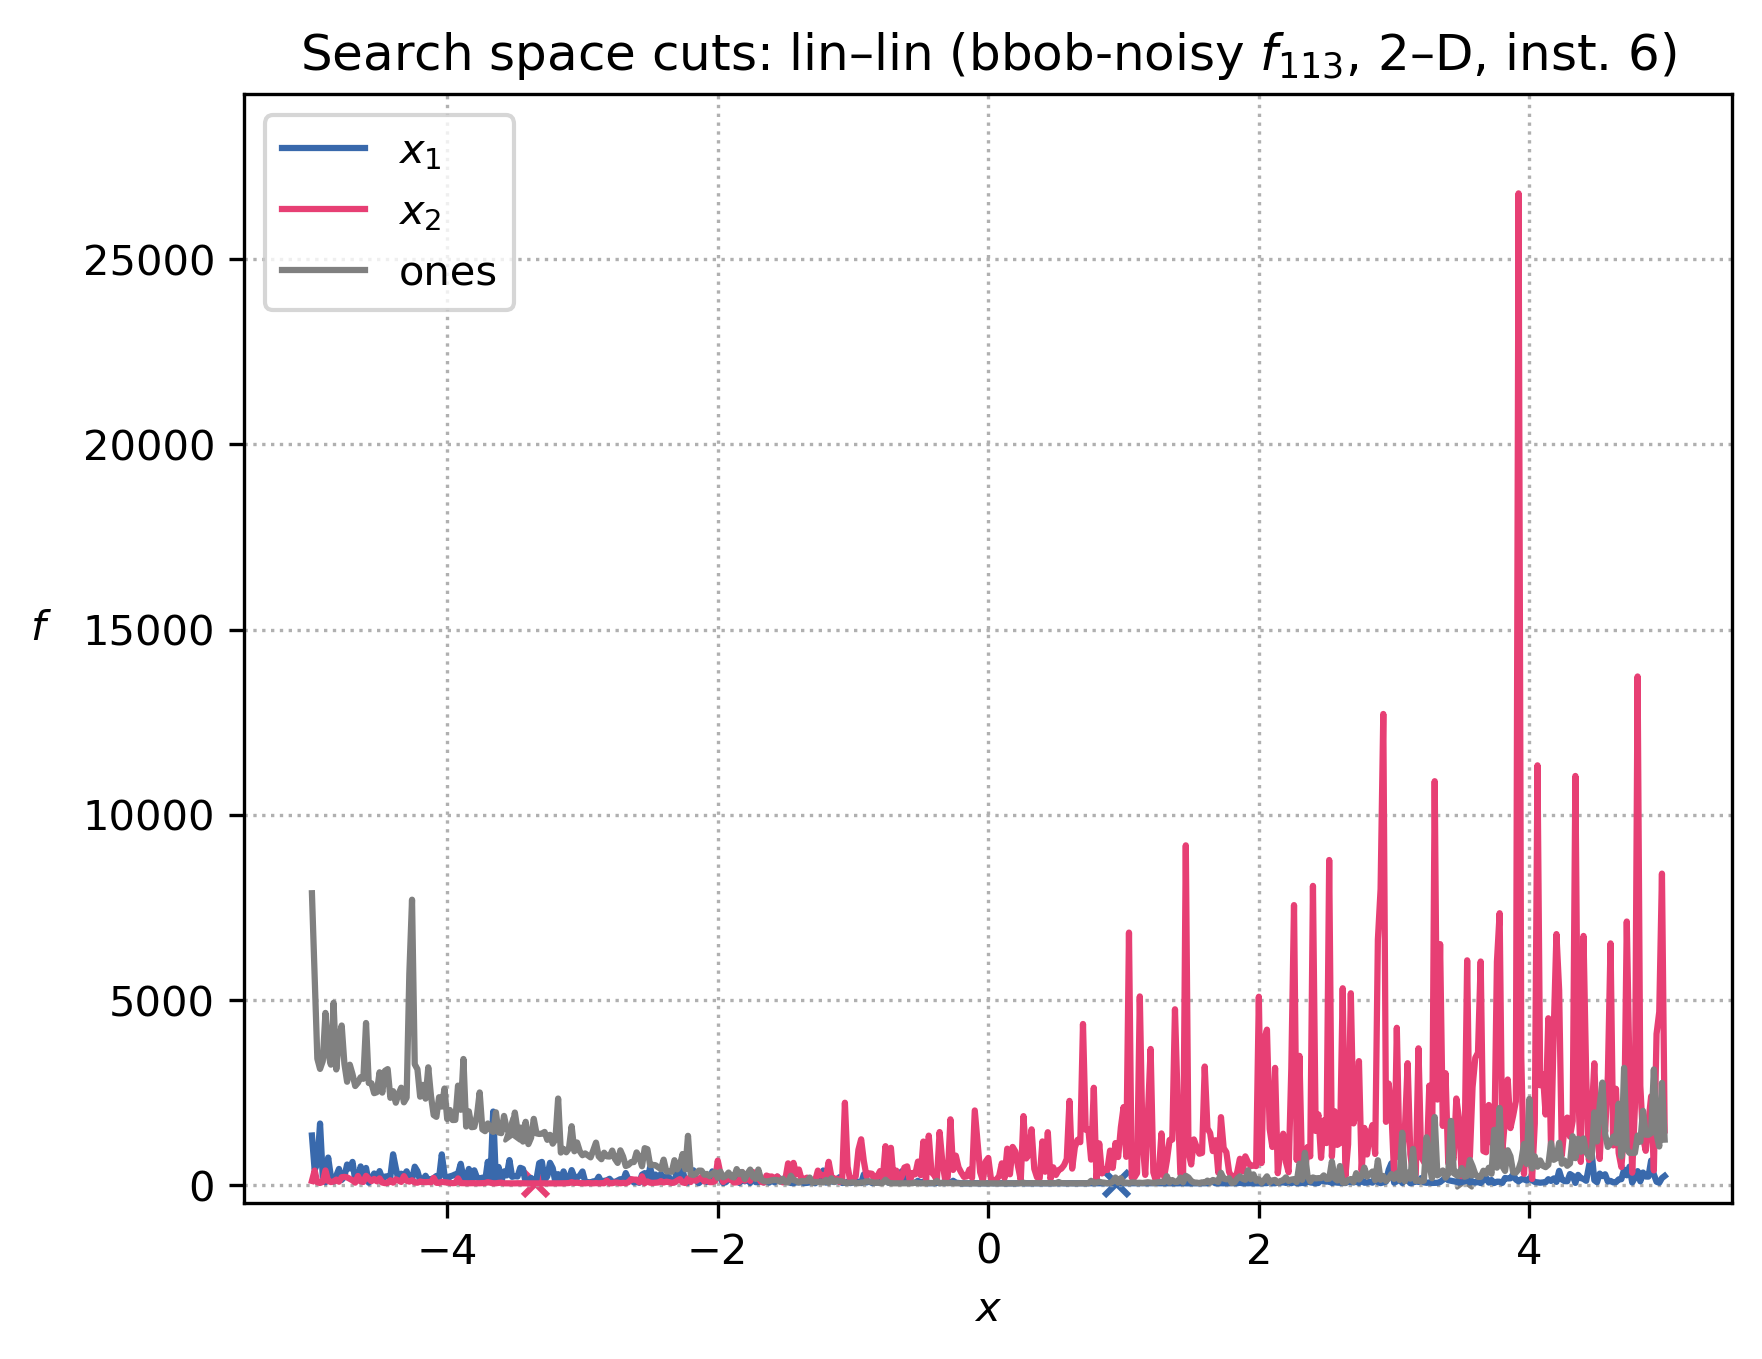 Search space cuts: lin–lin (bbob-noisy f₁₁₃, 2–D, inst. 6)
x₁
x₂
ones
25000
20000
15000
10000
5000
0
f
−4
−2
0
2
4
x